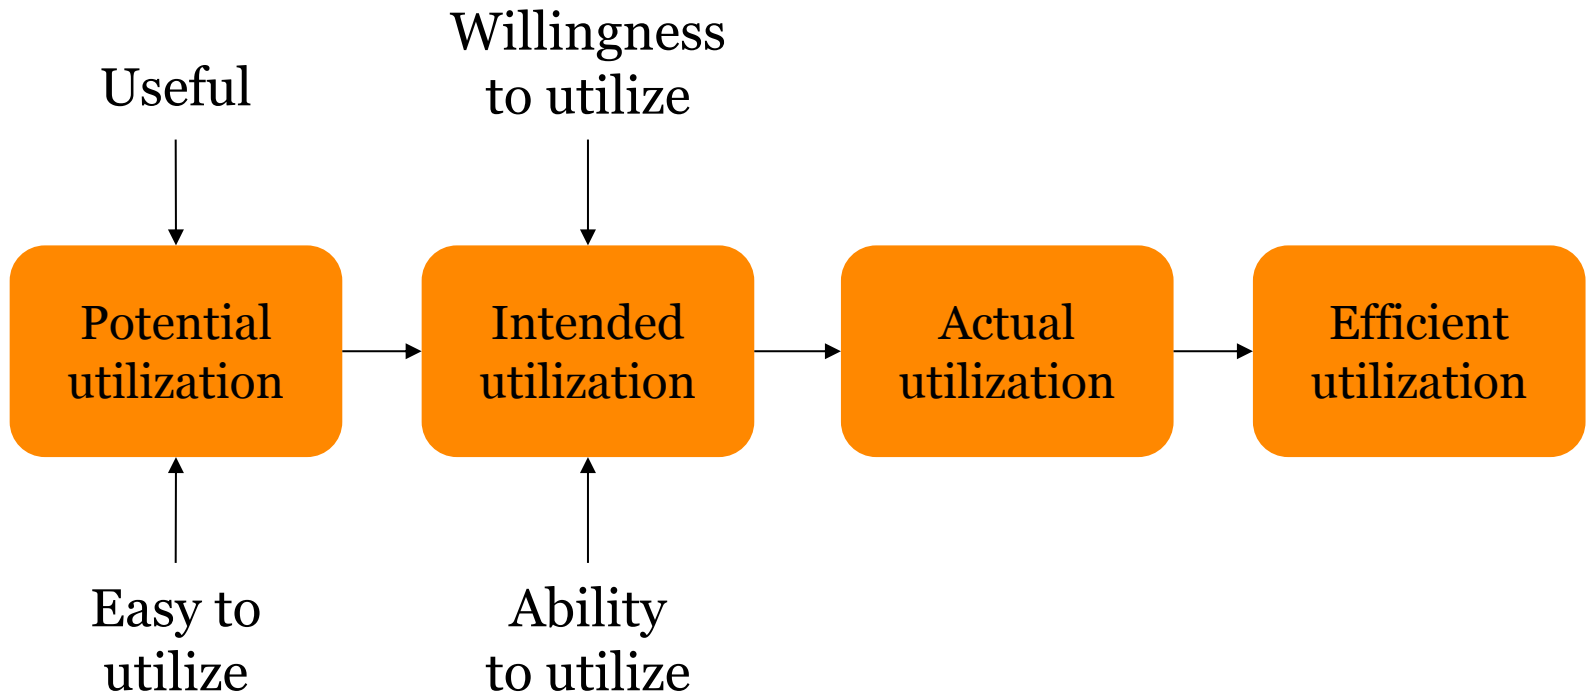 Useful
Willingness
to utilize
Potential
utilization
Intended
utilization
Actual
utilization
Efficient
utilization
Easy to
utilize
Ability
to utilize